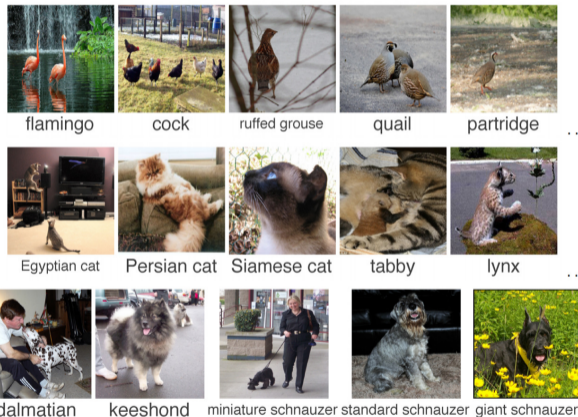 flamingo cock ruffed grouse quail partridge ..
Egyptian cat Persian cat Siamese cat tabby lynx ..
dalmatian keeshond miniature schnauzer standard schnauzer giant schnauzer